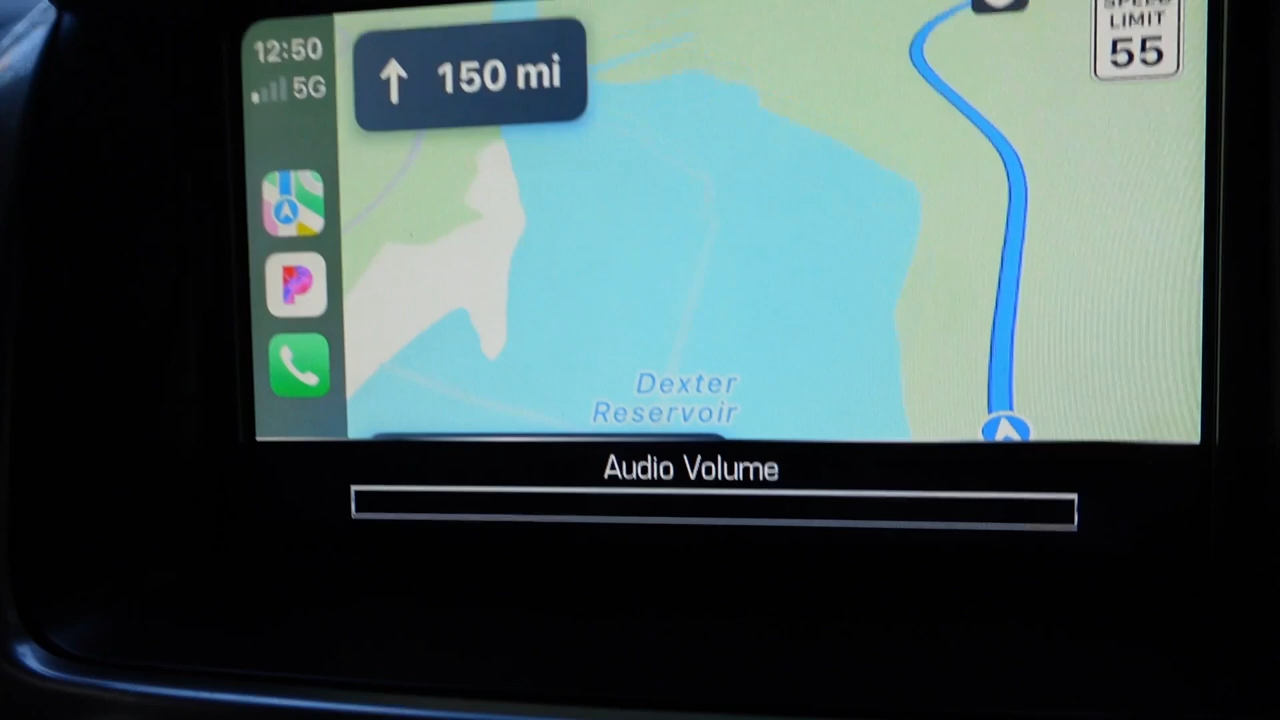 12:50
5G
150 mi
SPEED
LIMIT
55
P
Dexter
Reservoir
Audio Volume